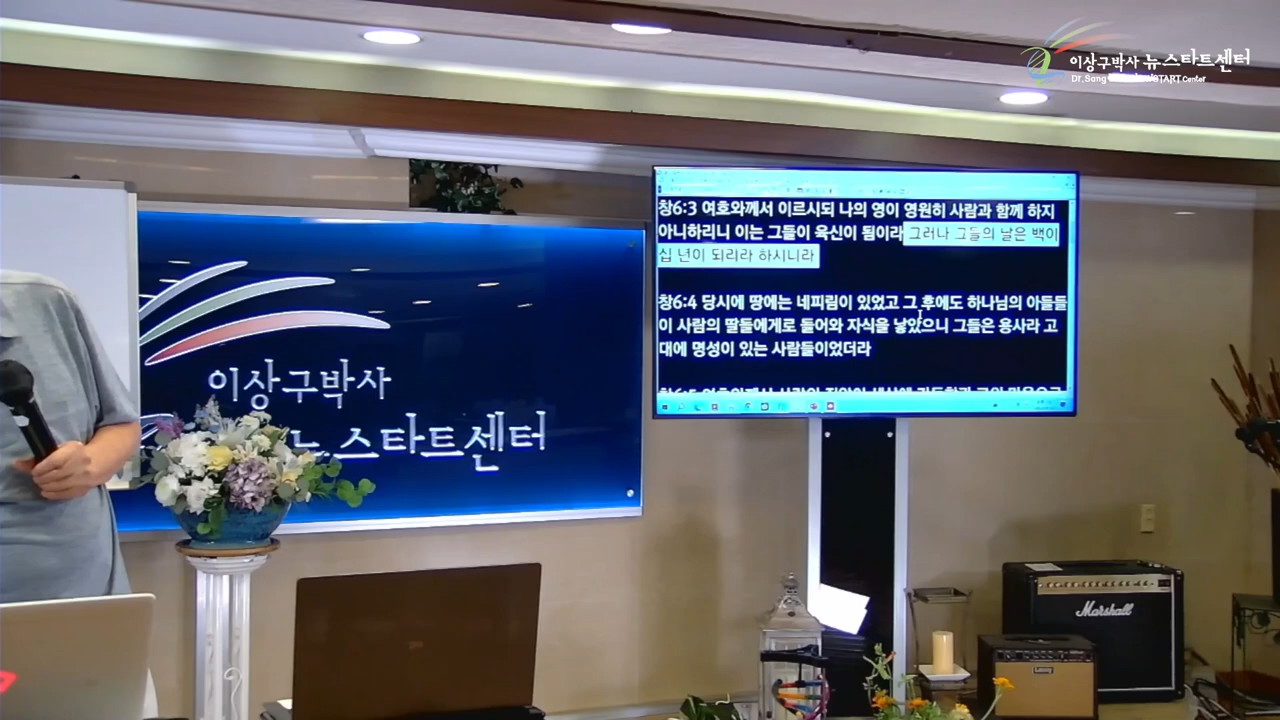 이상구박사 뉴스타트센터
Dr.Sang START Center
창6:3 여호와께서 이르시되 나의 영이 영원히 사람과 함께 하지
아니하리니 이는 그들이 육신이 됨이라 그러나 그들의 날은 백이
십 년이 되리라 하시니라
창6:4 당시에 땅에는 네피림이 있었고 그 후에도 하나님의 아들들
이 사람의 딸들에게로 들어와 자식을 낳았으니 그들은 용사라 고
대에 명성이 있는 사람들이었더라
이상구박사
뉴스타트센터
Marshall
Laney